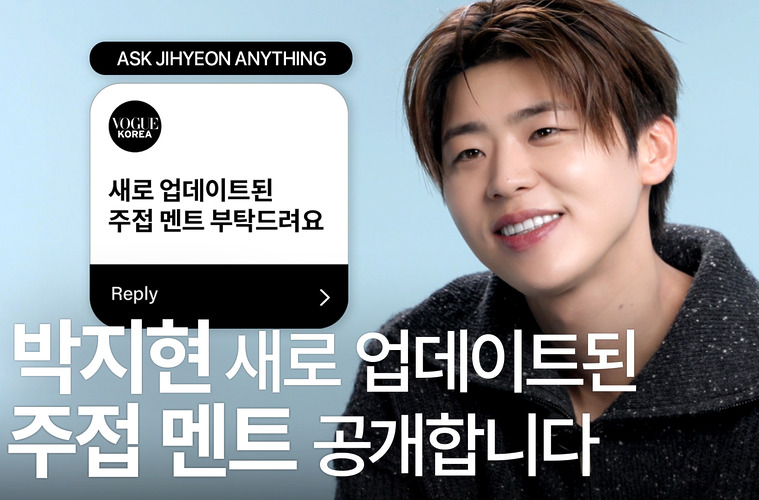 ASK JIHYEON ANYTHING
VOGUE
KOREA
새로 업데이트된
주접 멘트 부탁드려요
Reply
박지현 새로 업데이트된
주접 멘트 공개합니다